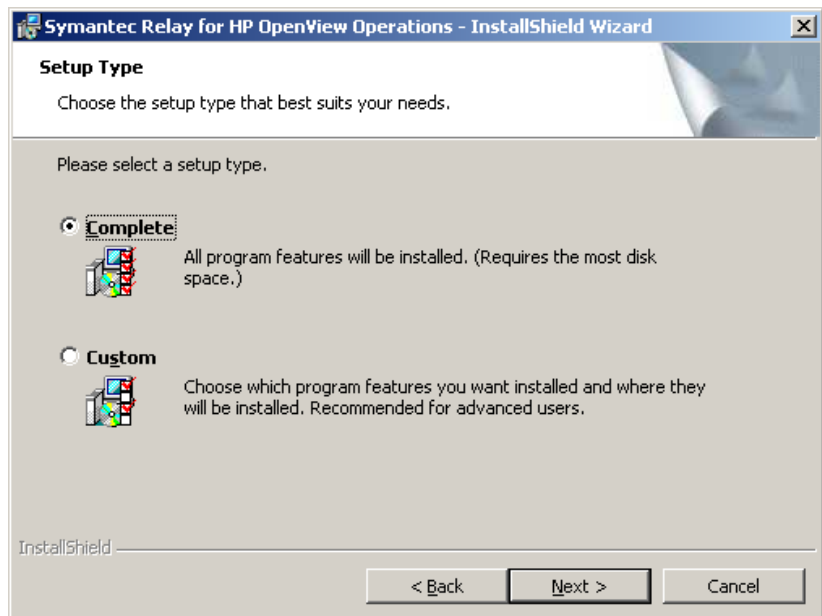 Symantec Relay for HP OpenView Operations - InstallShield Wizard
Setup Type
Choose the setup type that best suits your needs.
Please select a setup type.
Complete
All program features will be installed. (Requires the most disk
space.)
Custom
Choose which program features you want installed and where they
will be installed. Recommended for advanced users.
InstallShield
< Back
Next >
Cancel